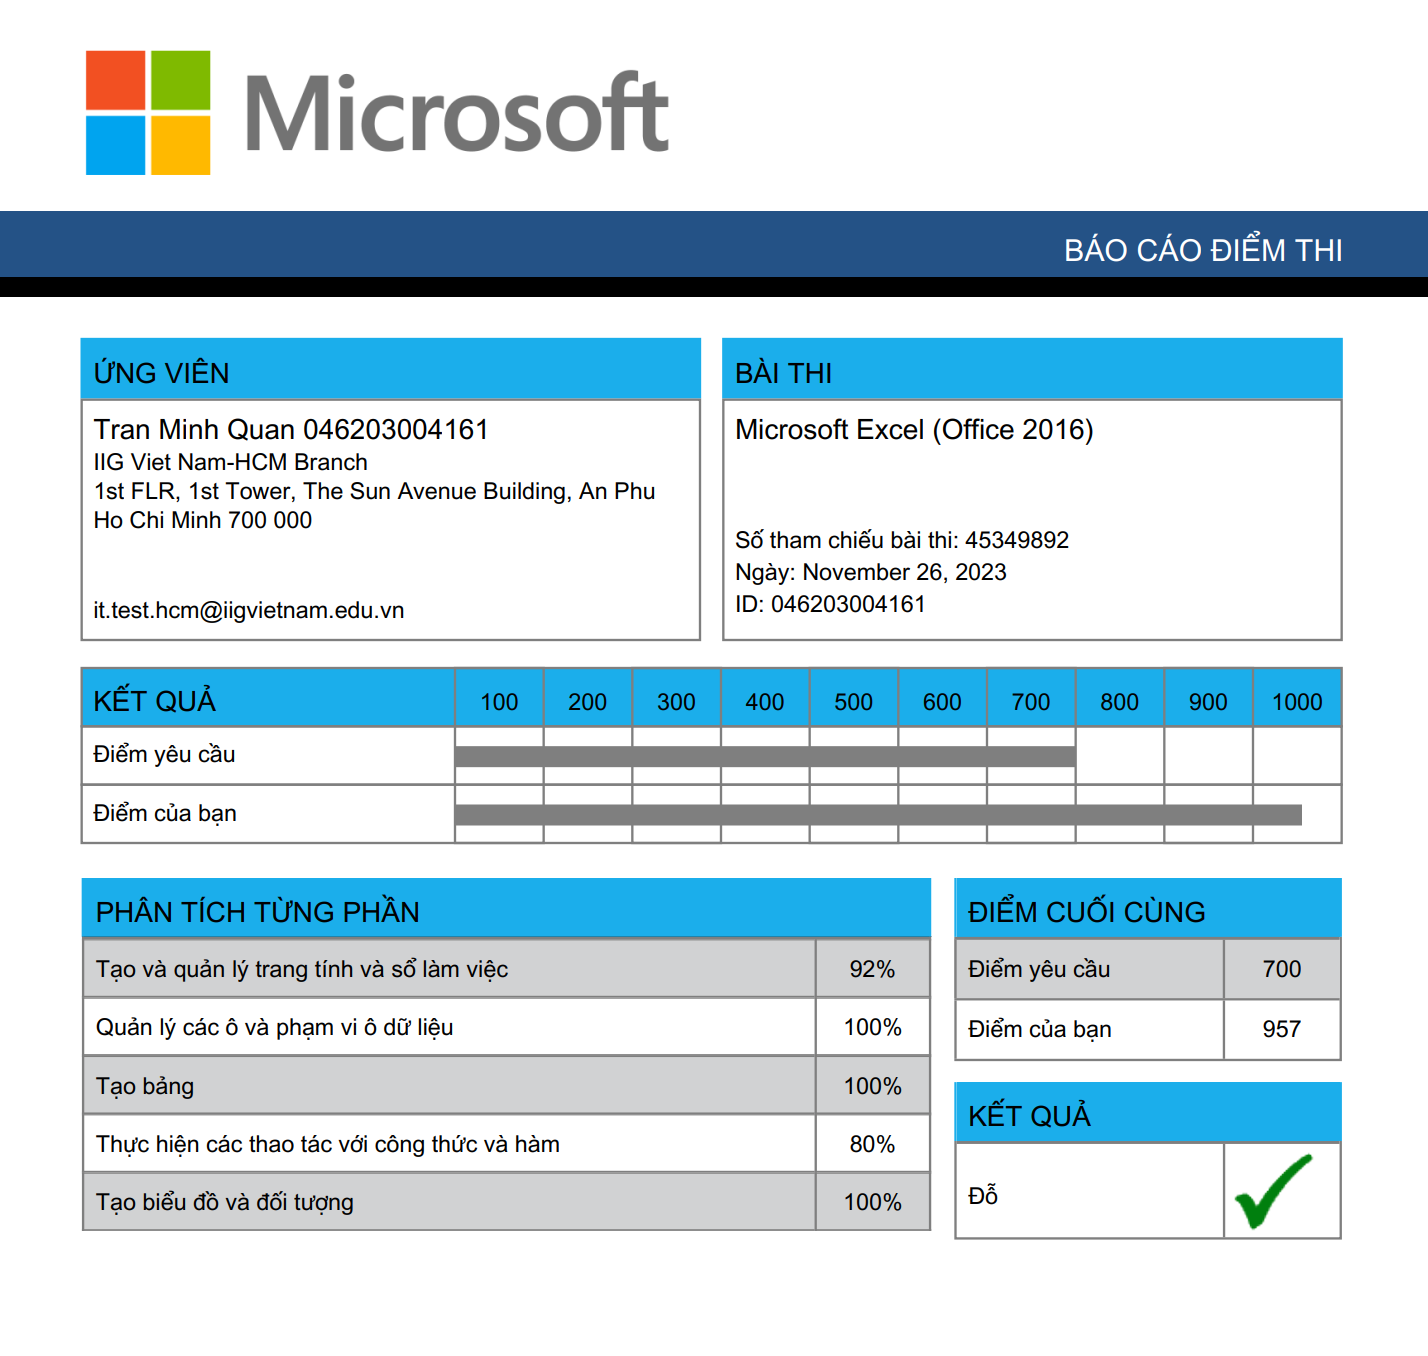 Microsoft
BÁO CÁO ĐIỂM THI
ỨNG VIÊN
Tran Minh Quan 046203004161
IIG Viet Nam-HCM Branch
1st FLR, 1st Tower, The Sun Avenue Building, An Phu
Ho Chi Minh 700 000
it.test.hcm@iigvietnam.edu.vn
BÀI THI
Microsoft Excel (Office 2016)
Số tham chiếu bài thi: 45349892
Ngày: November 26, 2023
ID: 046203004161
KẾT QUẢ 100 200 300 400 500 600 700 800 900 1000
Điểm yêu cầu
Điểm của bạn
PHÂN TÍCH TỪNG PHẦN
Tạo và quản lý trang tính và sổ làm việc 92%
Quản lý các ô và phạm vi ô dữ liệu 100%
Tạo bảng 100%
Thực hiện các thao tác với công thức và hàm 80%
Tạo biểu đồ và đối tượng 100%
ĐIỂM CUỐI CÙNG
Điểm yêu cầu 700
Điểm của bạn 957
KẾT QUẢ
Đỗ